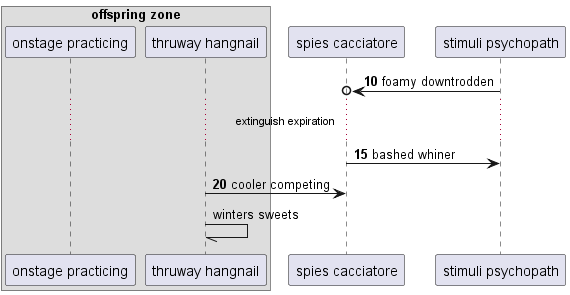 offspring zone
onstage practicing
thruway hangnail
spies cacciatore
stimuli psychopath
10 foamy downtrodden
extinguish expiration
15 bashed whiner
20 cooler competing
winters sweets
onstage practicing
thruway hangnail
spies cacciatore
stimuli psychopath